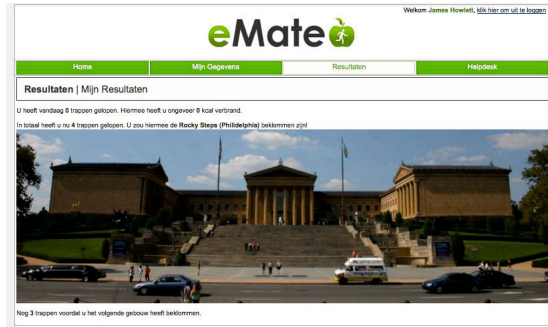 Welkom James Howlett, klik hier om uit te loggen
eMate
Home Mijn Gegevens Resultaten Helpdesk
Resultaten | Mijn Resultaten
U heeft vandaag 0 trappen gelopen. Hiermee heeft u ongeveer 0 kcal verbrand.
In totaal heeft u nu 4 trappen gelopen. U zou hiermee de Rocky Steps (Philidelphia) beklommen zijn!
Nog 3 trappen voordat u het volgende gebouw heeft beklommen.